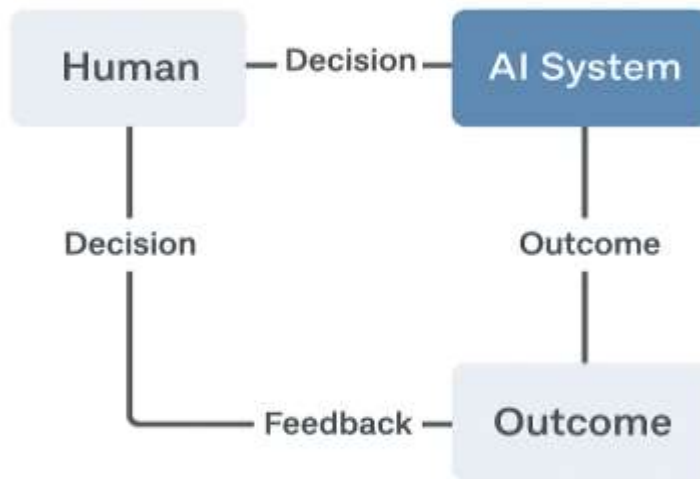 Human
Decision
AI System
Decision
Outcome
Feedback
Outcome